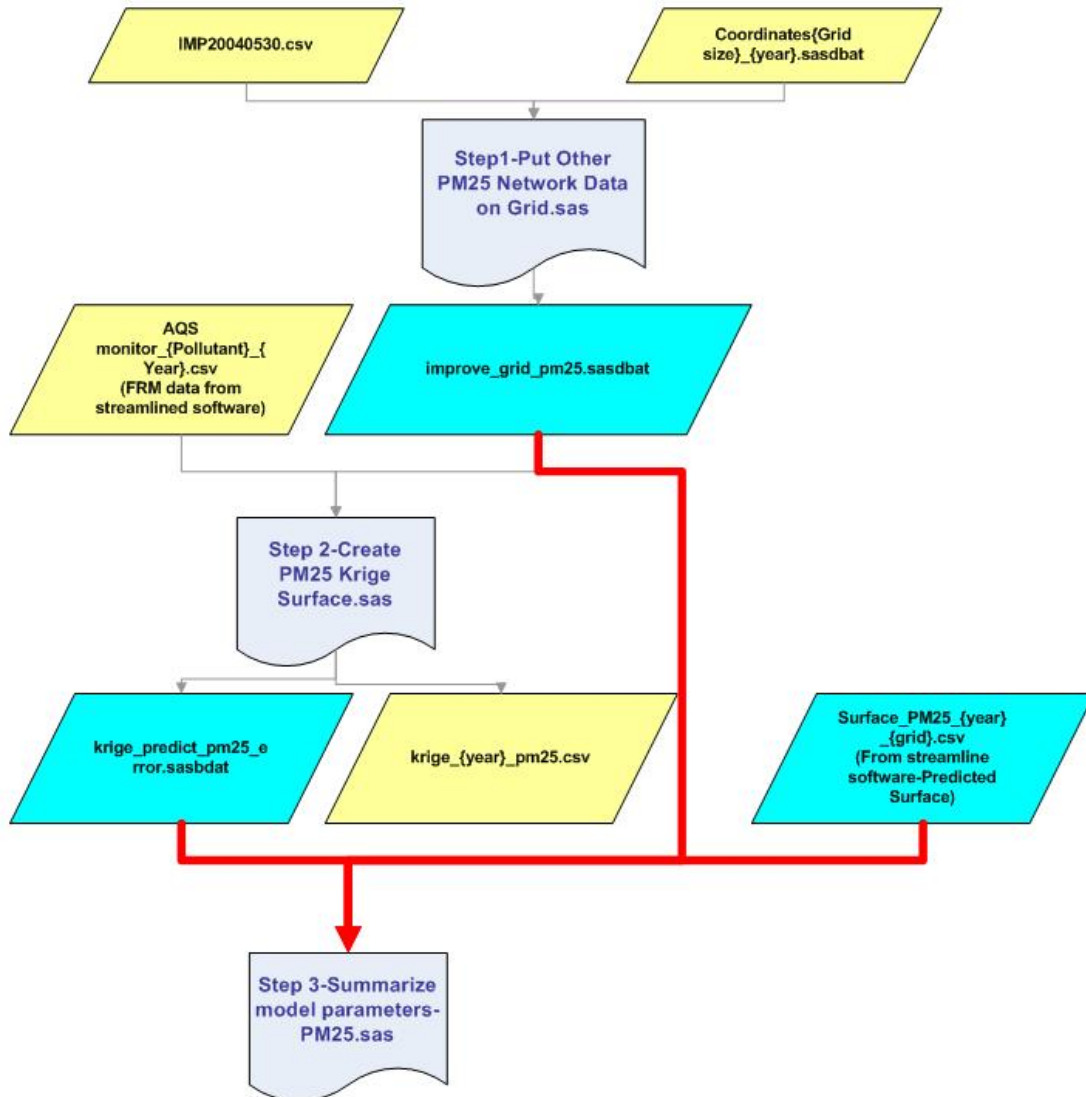 IMP20040530.csv
Coordinates{Grid
size}_{year}.sasdbat
Step1-Put Other
PM25 Network Data
on Grid.sas
AQS
monitor_{Pollutant}_{
Year}.csv
(FRM data from
streamlined software)
improve_grid_pm25.sasdbat
Step 2-Create
PM25 Krige
Surface.sas
krige_predict_pm25_e
rror.sasbdat
krige_{year}_pm25.csv
Surface_PM25_{year}
_{grid}.csv
(From streamline
software-Predicted
Surface)
Step 3-Summarize
model parameters-
PM25.sas